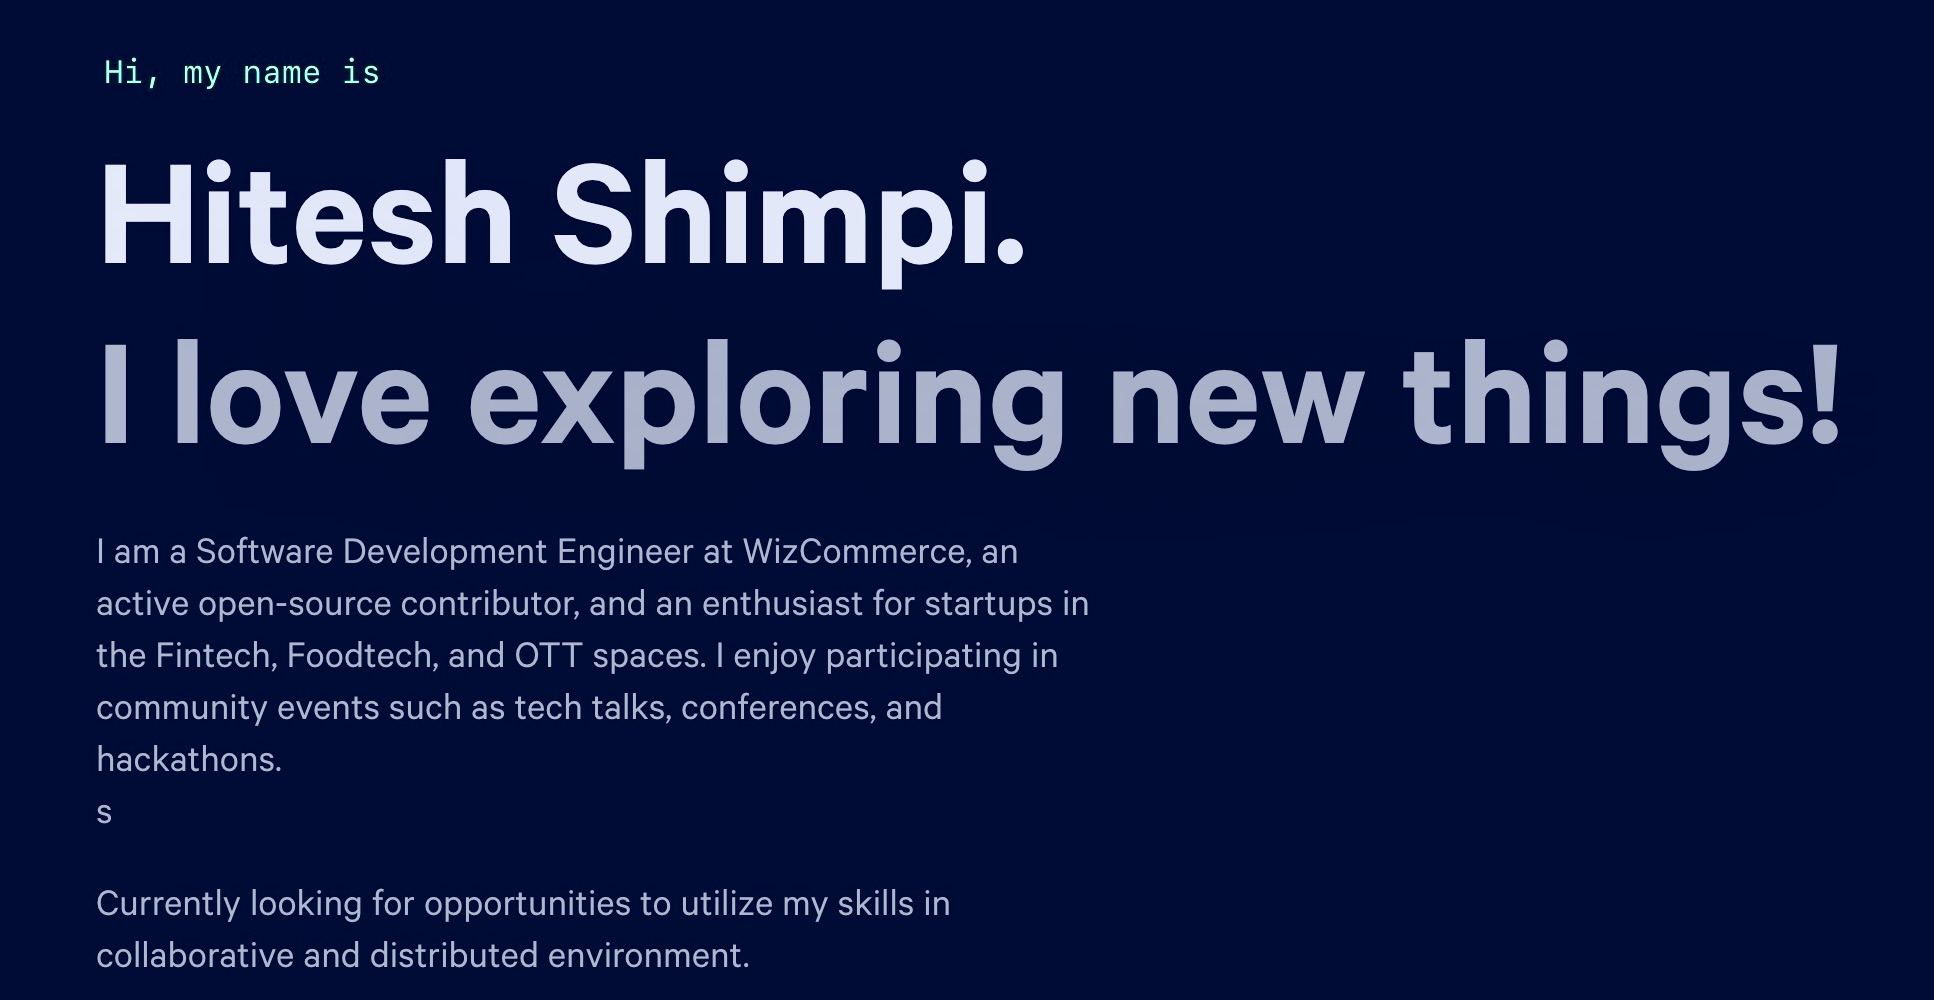 Hi, my name is
Hitesh Shimpi.
I love exploring new things!
I am a Software Development Engineer at WizCommerce, an
active open-source contributor, and an enthusiast for startups in
the Fintech, Foodtech, and OTT spaces. I enjoy participating in
community events such as tech talks, conferences, and
hackathons.
s
Currently looking for opportunities to utilize my skills in
collaborative and distributed environment.